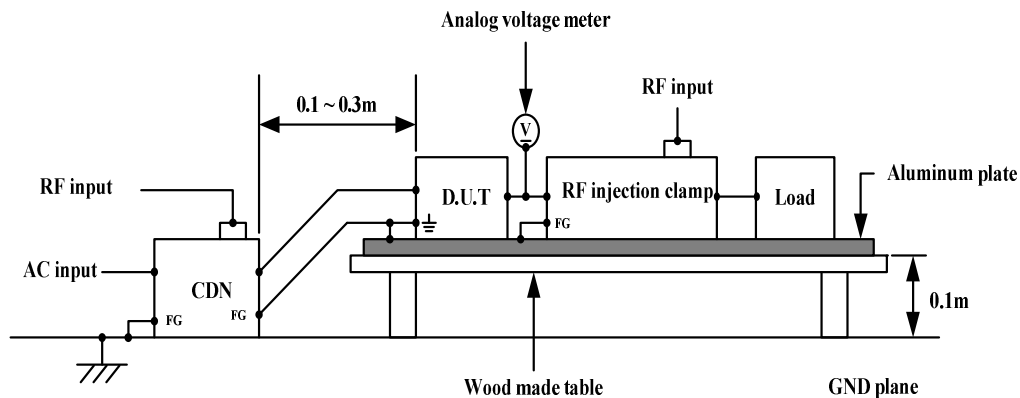 Analog voltage meter
0.1 ~ 0.3m
RF input
V
RF input
D.U.T
RF injection clamp
Load
Aluminum plate
FG
AC input
CDN
FG
FG
0.1m
Wood made table
GND plane